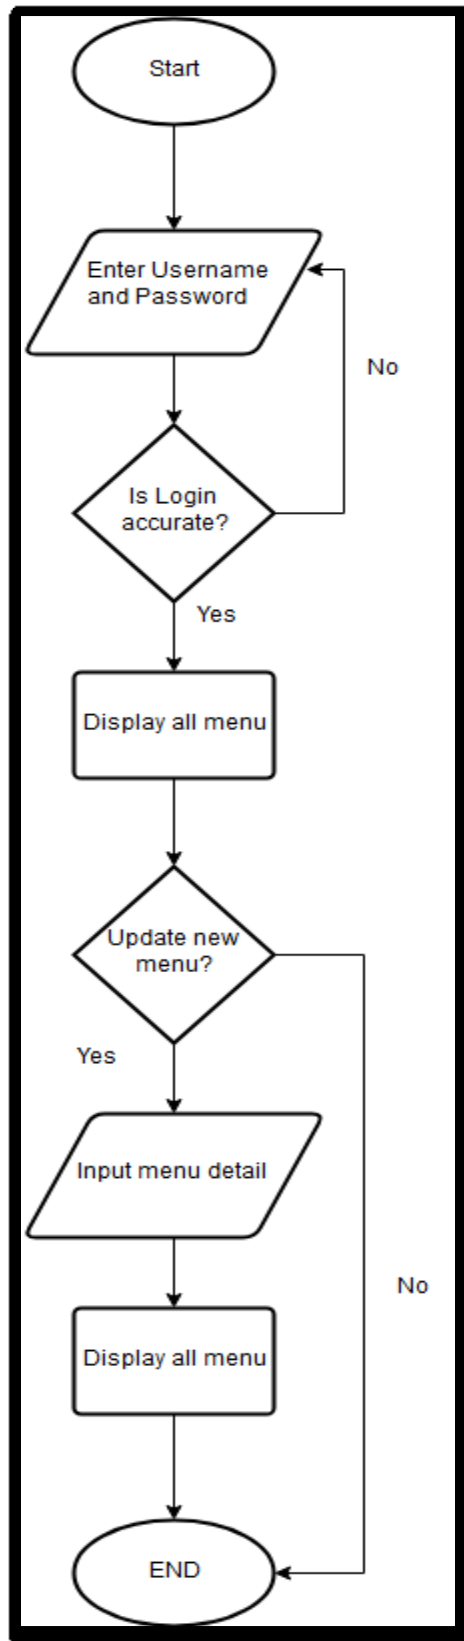 Start
Enter Username
and Password
No
Is Login
accurate?
Yes
Display all menu
Update new
menu?
Yes
Input menu detail
No
Display all menu
END